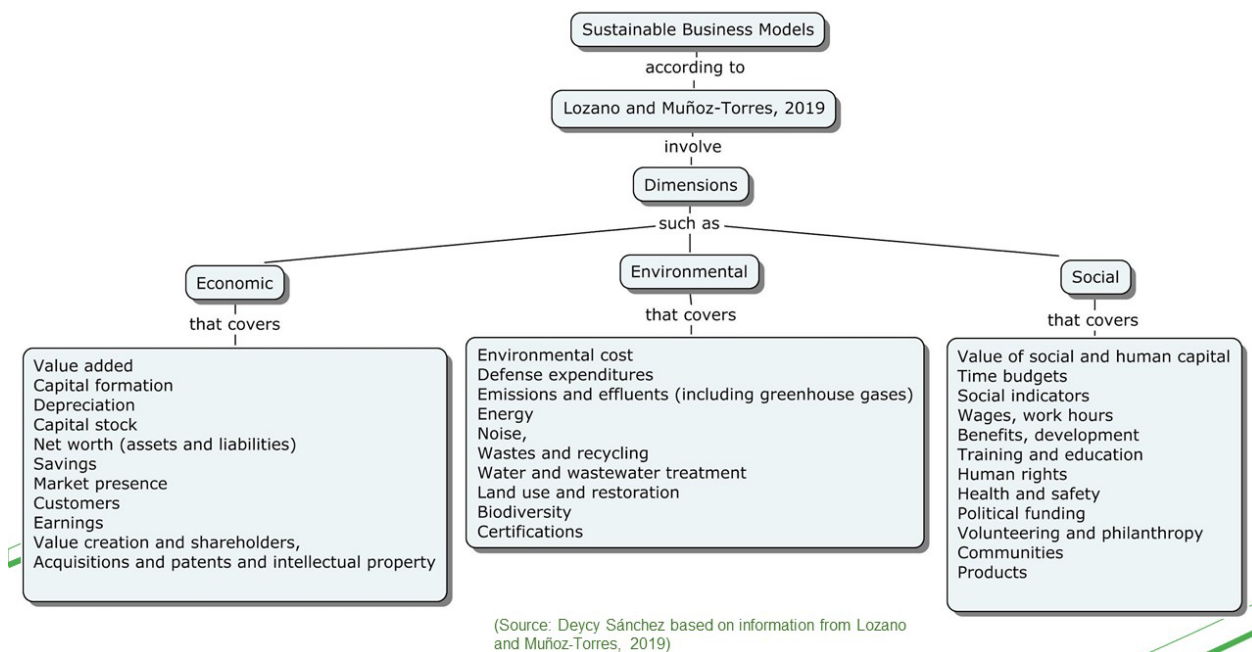 Sustainable Business Models
according to
Lozano and Muñoz-Torres, 2019
involve
Dimensions
such as
Economic
that covers
Value added
Capital formation
Depreciation
Capital stock
Net worth (assets and liabilities)
Savings
Market presence
Customers
Earnings
Value creation and shareholders,
Acquisitions and patents and intellectual property
Environmental
that covers
Environmental cost
Defense expenditures
Emissions and effluents (including greenhouse gases)
Energy
Noise,
Wastes and recycling
Water and wastewater treatment
Land use and restoration
Biodiversity
Certifications
Social
that covers
Value of social and human capital
Time budgets
Social indicators
Wages, work hours
Benefits, development
Training and education
Human rights
Health and safety
Political funding
Volunteering and philanthropy
Communities
Products
(Source: Deycy Sánchez based on information from Lozano
and Muñoz-Torres, 2019)